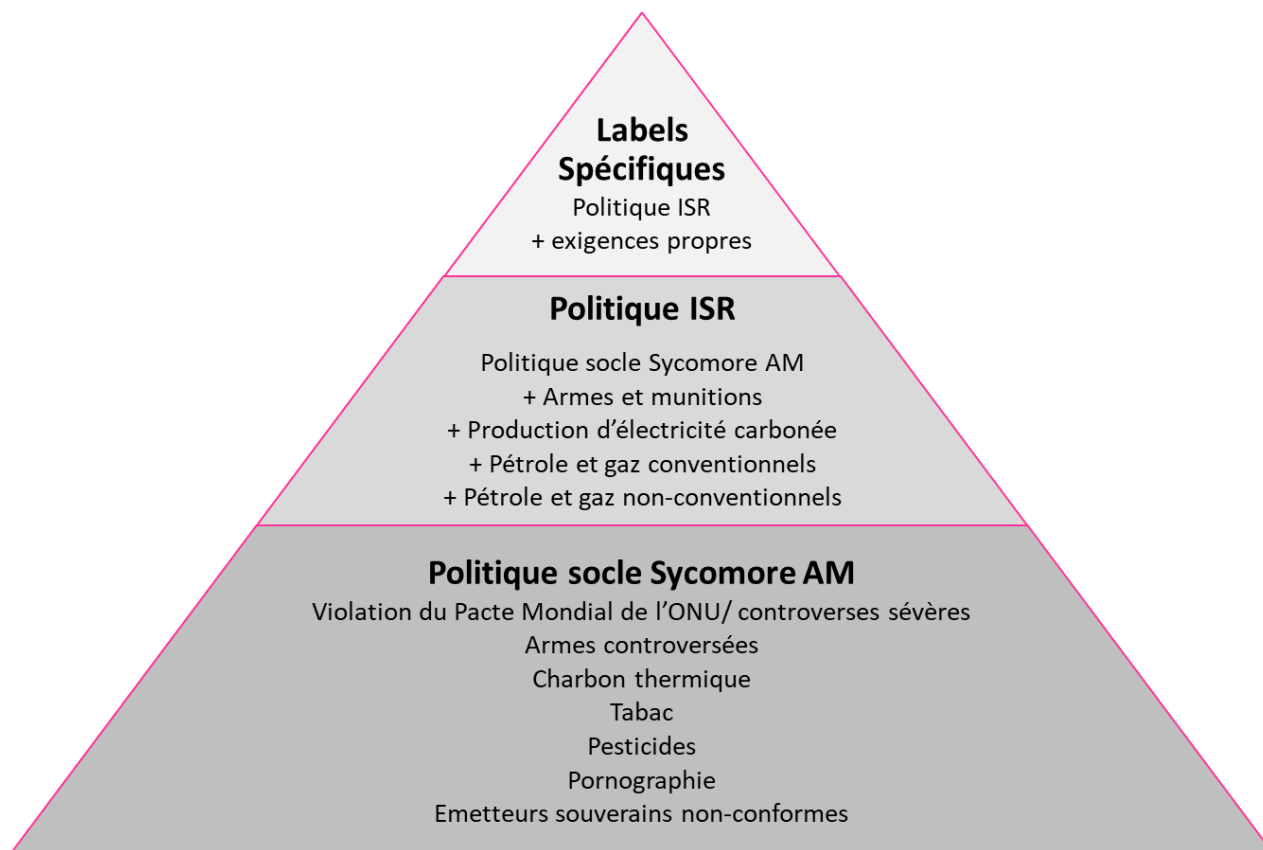 Labels
Spécifiques
Politique ISR
+ exigences propres
Politique ISR
Politique socle Sycomore AM
+ Armes et munitions
+ Production d’électricité carbonée
+ Pétrole et gaz conventionnels
+ Pétrole et gaz non-conventionnels
Politique socle Sycomore AM
Violation du Pacte Mondial de l’ONU/ controverses sévères
Armes controversées
Charbon thermique
Tabac
Pesticides
Pornographie
Emetteurs souverains non-conformes